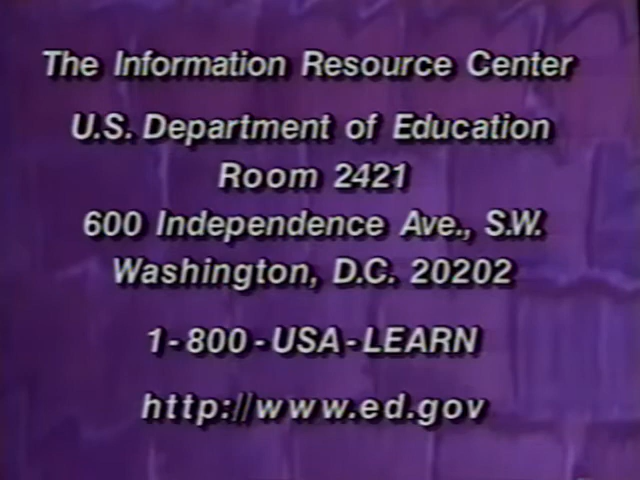 The Information Resource Center
U.S. Department of Education
Room 2421
600 Independence Ave., S.W.
Washington, D.C. 20202
1-800-USA-LEARN
http://www.ed.gov